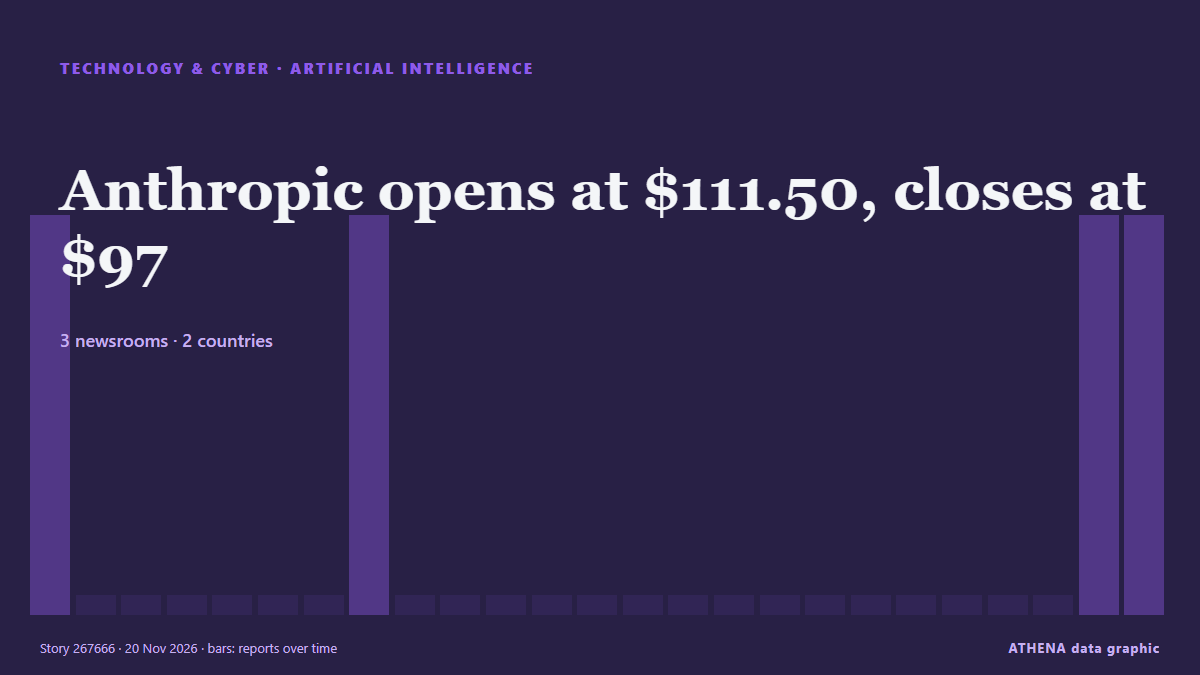 TECHNOLOGY & CYBER · ARTIFICIAL INTELLIGENCE
Anthropic opens at $111.50, closes at
$97
3 newsrooms · 2 countries
Story 267666 · 20 Nov 2026 · bars: reports over time
ATHENA data graphic